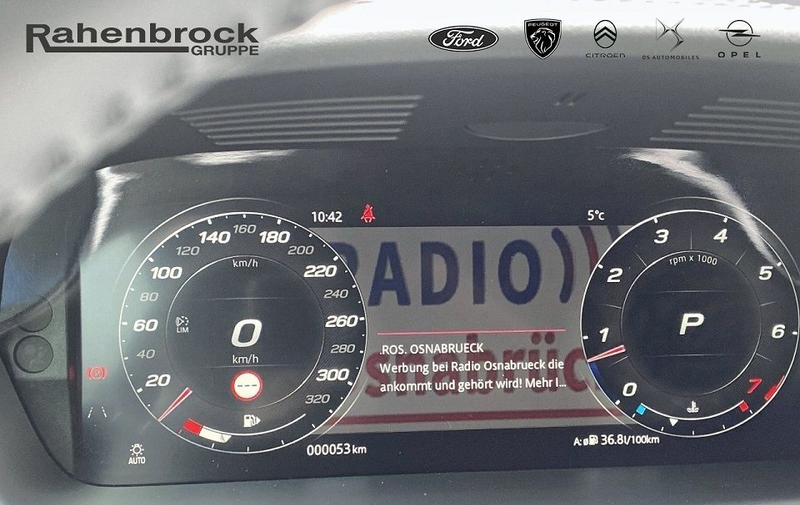 Rahenbrock
GRUPPE
Ford
PEUGEOT
CITROËN
DS AUTOMOBILES
OPEL
10:42
5°c
RADIO
snabrüc
.ROS. OSNABRUECK
Werbung bei Radio Osnabrueck die
ankommt und gehört wird! Mehr I...
20
40
60
80
100
120
140
160
180
200
220
240
260
280
300
320
km/h
LIM
0
km/h
0
1
2
3
4
5
6
7
rpm x 1000
P
AUTO
000053 km
A: ø 36.8l/100km